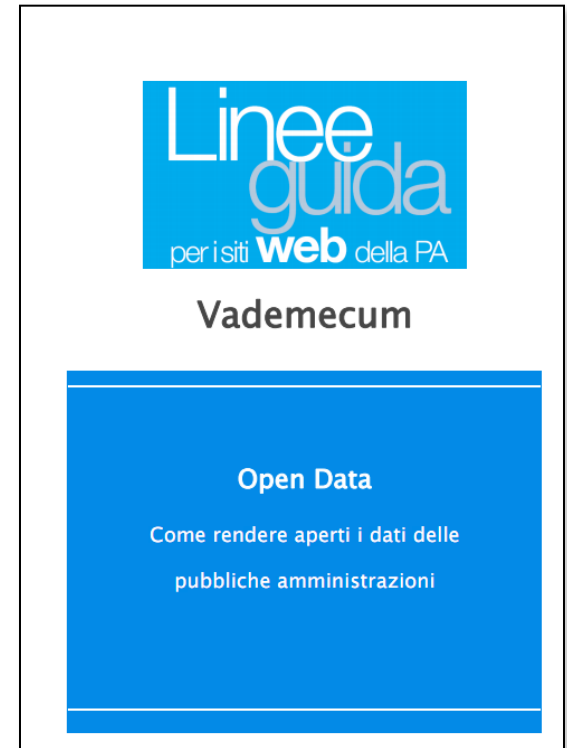 Linee
guida
per i siti web della PA
Vademecum
Open Data
Come rendere aperti i dati delle
pubbliche amministrazioni